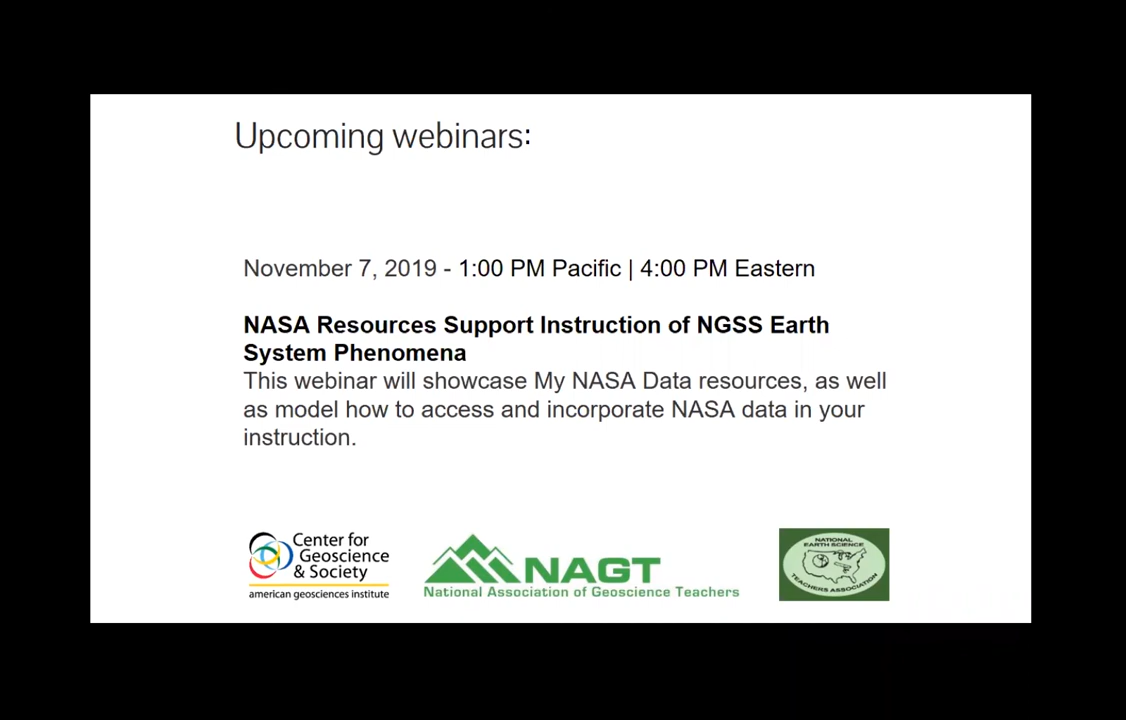 Upcoming webinars:
November 7, 2019 - 1:00 PM Pacific | 4:00 PM Eastern
NASA Resources Support Instruction of NGSS Earth
System Phenomena
This webinar will showcase My NASA Data resources, as well
as model how to access and incorporate NASA data in your
instruction.
Center for
Geoscience
& Society
american geosciences institute
NAGT
National Association of Geoscience Teachers
NATIONAL
EARTH SCIENCE
TEACHERS ASSOCIATION